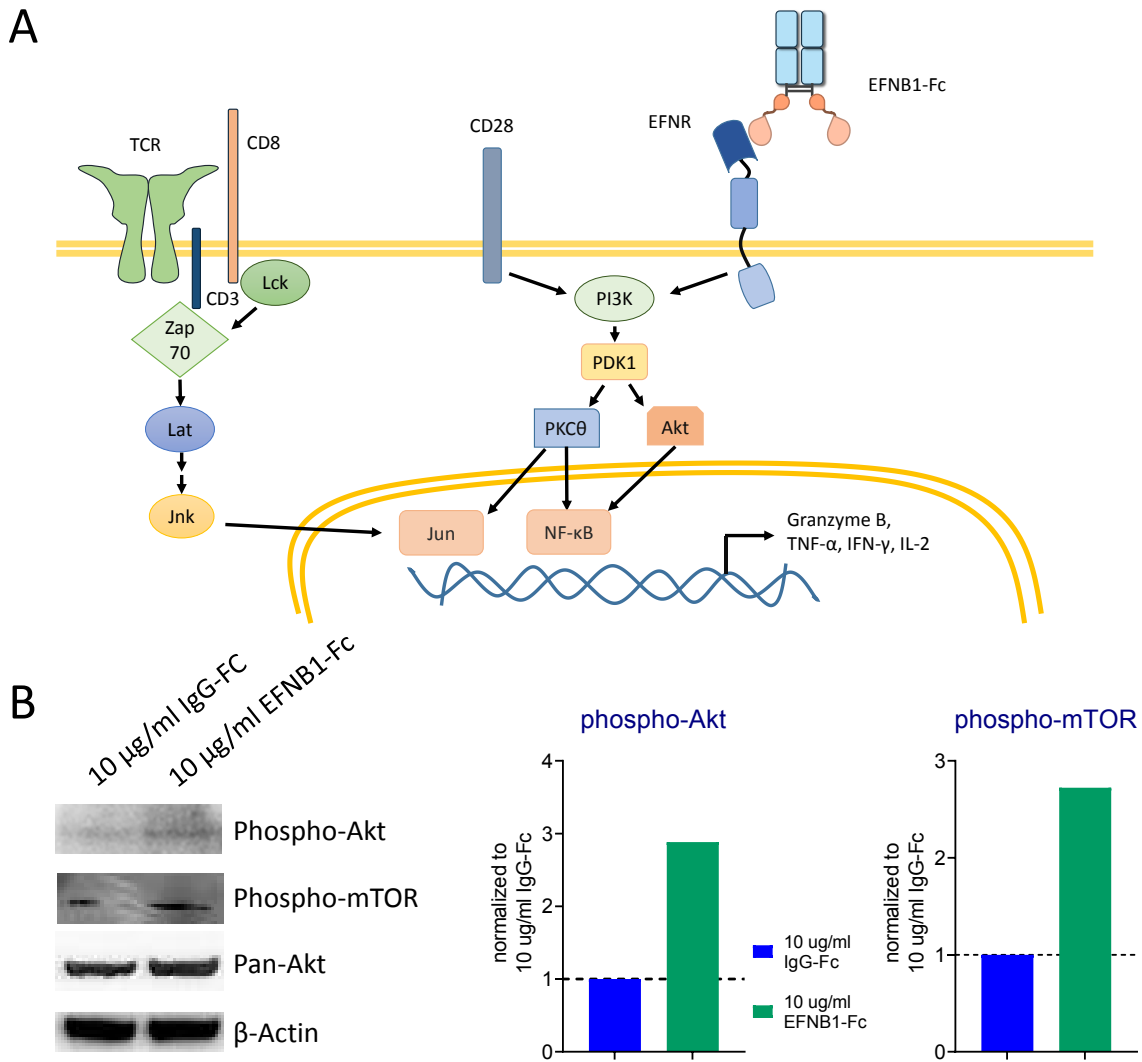 A
EFNB1-Fc
TCR
CD8
CD28
EFNR
Lck
CD3
Zap
70
PI3K
PDK1
Lat
PKCθ
Akt
Jnk
Jun
NF-κB
Granzyme B,
TNF-α, IFN-γ, IL-2
B
10 µg/ml IgG-FC
10 µg/ml EFNB1-Fc
Phospho-Akt
Phospho-mTOR
Pan-Akt
β-Actin
phospho-Akt
normalized to
10 ug/ml IgG-Fc
4
3
2
1
0
10 ug/ml
IgG-Fc
10 ug/ml
EFNB1-Fc
phospho-mTOR
normalized to
10 ug/ml IgG-Fc
3
2
1
0